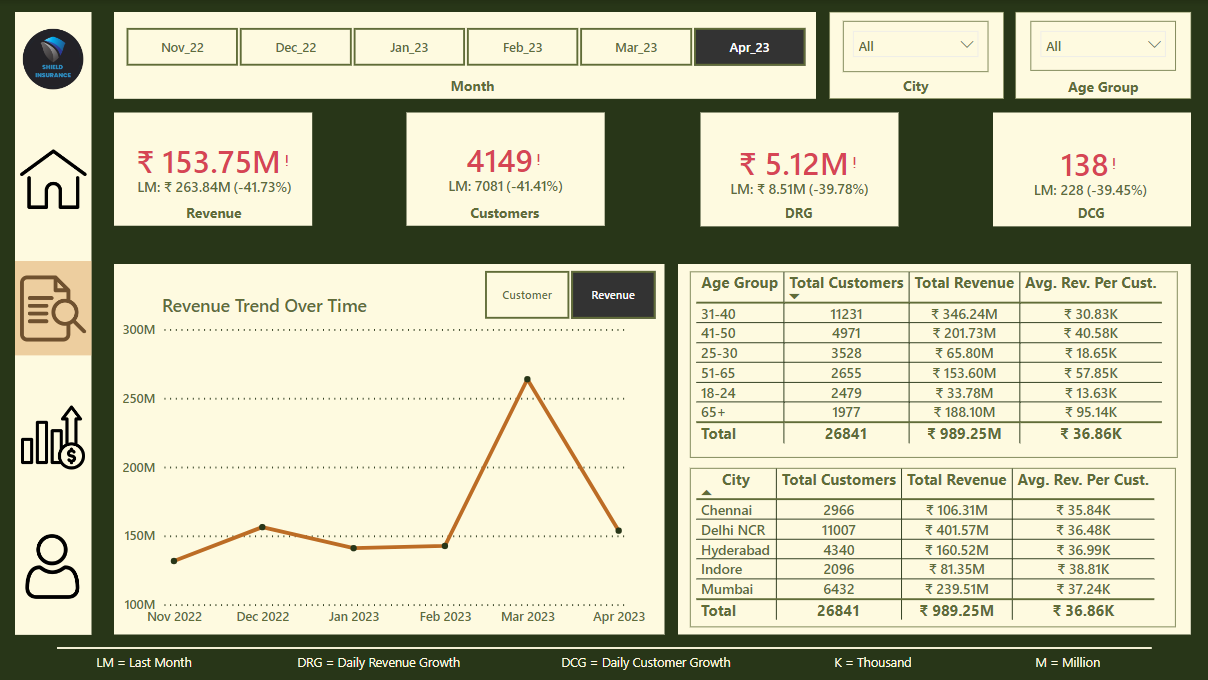 SHIELD
INSURANCE
Nov_22 Dec_22 Jan_23 Feb_23 Mar_23 Apr_23
Month
All
City
All
Age Group
₹ 153.75M!
LM: ₹ 263.84M (-41.73%)
Revenue
4149!
LM: 7081 (-41.41%)
Customers
₹ 5.12M!
LM: ₹ 8.51M (-39.78%)
DRG
138!
LM: 228 (-39.45%)
DCG
Customer Revenue
Revenue Trend Over Time
300M
250M
200M
150M
100M
Nov 2022 Dec 2022 Jan 2023 Feb 2023 Mar 2023 Apr 2023
Age Group Total Customers Total Revenue Avg. Rev. Per Cust.
31-40 11231 ₹ 346.24M ₹ 30.83K
41-50 4971 ₹ 201.73M ₹ 40.58K
25-30 3528 ₹ 65.80M ₹ 18.65K
51-65 2655 ₹ 153.60M ₹ 57.85K
18-24 2479 ₹ 33.78M ₹ 13.63K
65+ 1977 ₹ 188.10M ₹ 95.14K
Total 26841 ₹ 989.25M ₹ 36.86K
City Total Customers Total Revenue Avg. Rev. Per Cust.
Chennai 2966 ₹ 106.31M ₹ 35.84K
Delhi NCR 11007 ₹ 401.57M ₹ 36.48K
Hyderabad 4340 ₹ 160.52M ₹ 36.99K
Indore 2096 ₹ 81.35M ₹ 38.81K
Mumbai 6432 ₹ 239.51M ₹ 37.24K
Total 26841 ₹ 989.25M ₹ 36.86K
$
LM = Last Month DRG = Daily Revenue Growth DCG = Daily Customer Growth K = Thousand M = Million